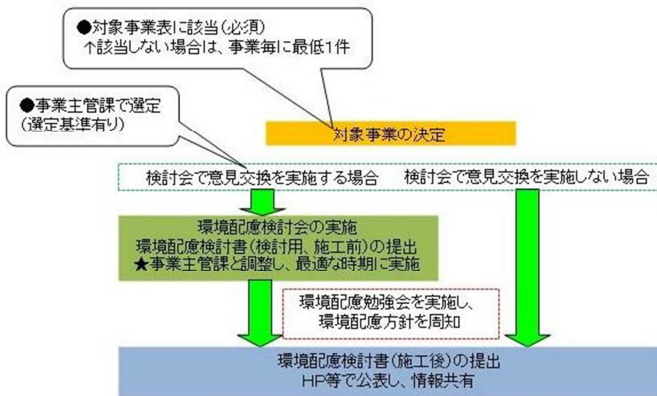 ●対象事業表に該当(必須)
↑該当しない場合は、事業毎に最低1件
●事業主管課で選定
(選定基準有り)
対象事業の決定
検討会で意見交換を実施する場合
検討会で意見交換を実施しない場合
環境配慮検討会の実施
環境配慮検討書(検討用、施工前)の提出
★事業主管課と調整し、最適な時期に実施
環境配慮勉強会を実施し、
環境配慮方針を周知
環境配慮検討書(施工後)の提出
HP等で公表し、情報共有